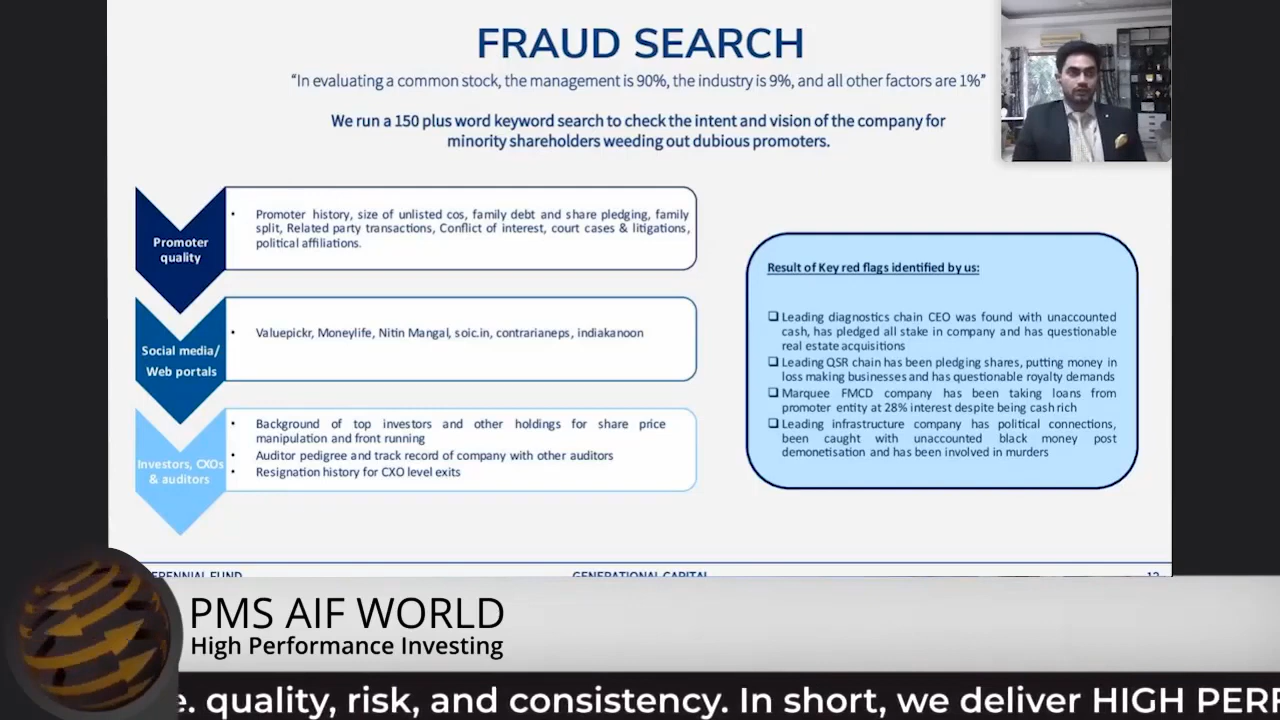 FRAUD SEARCH
“In evaluating a common stock, the management is 90%, the industry is 9%, and all other factors are 1%”
We run a 150 plus word keyword search to check the intent and vision of the company for
minority shareholders weeding out dubious promoters.
Promoter
quality
• Promoter history, size of unlisted cos, family debt and share pledging, family
split, Related party transactions, Conflict of interest, court cases & litigations,
political affiliations.
Social media/
Web portals
• Valuepickr, Moneylife, Nitin Mangal, soic.in, contrarianeps, indiakanoon
Investors, CXOs
& auditors
• Background of top investors and other holdings for share price
manipulation and front running
• Auditor pedigree and track record of company with other auditors
• Resignation history for CXO level exits
Result of Key red flags identified by us:
❑ Leading diagnostics chain CEO was found with unaccounted
cash, has pledged all stake in company and has questionable
real estate acquisitions
❑ Leading QSR chain has been pledging shares, putting money in
loss making businesses and has questionable royalty demands
❑ Marquee FMCD company has been taking loans from
promoter entity at 28% interest despite being cash rich
❑ Leading infrastructure company has political connections,
been caught with unaccounted black money post
demonetisation and has been involved in murders
ERENNIAL FUND
GENERATIONAL CAPITAL
12
PMS AIF WORLD
High Performance Investing
e. quality, risk, and consistency. In short, we deliver HIGH PERF